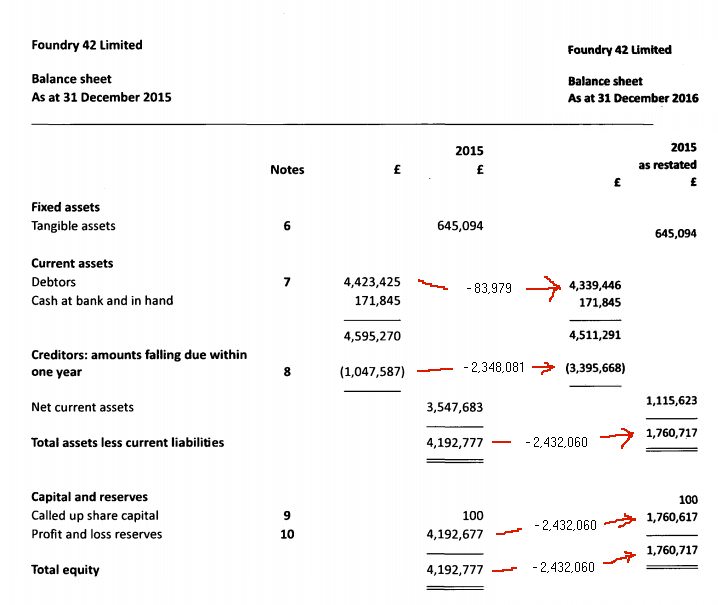 Foundry 42 Limited
Foundry 42 Limited
Balance sheet
As at 31 December 2015
Balance sheet
As at 31 December 2016
2015
2015
as restated
Notes £ £
£ £
Fixed assets
Tangible assets 6 645,094 645,094
Current assets
Debtors 7 4,423,425 -83,979 4,339,446
Cash at bank and in hand 171,845 171,845
4,595,270 4,511,291
Creditors: amounts falling due within
one year 8 (1,047,587) -2,348,081 (3,395,668)
Net current assets 3,547,683 1,115,623
Total assets less current liabilities 4,192,777 -2,432,060 1,760,717
Capital and reserves 100
Called up share capital 9 100 1,760,617
Profit and loss reserves 10 4,192,677 -2,432,060
1,760,717
Total equity 4,192,777 -2,432,060